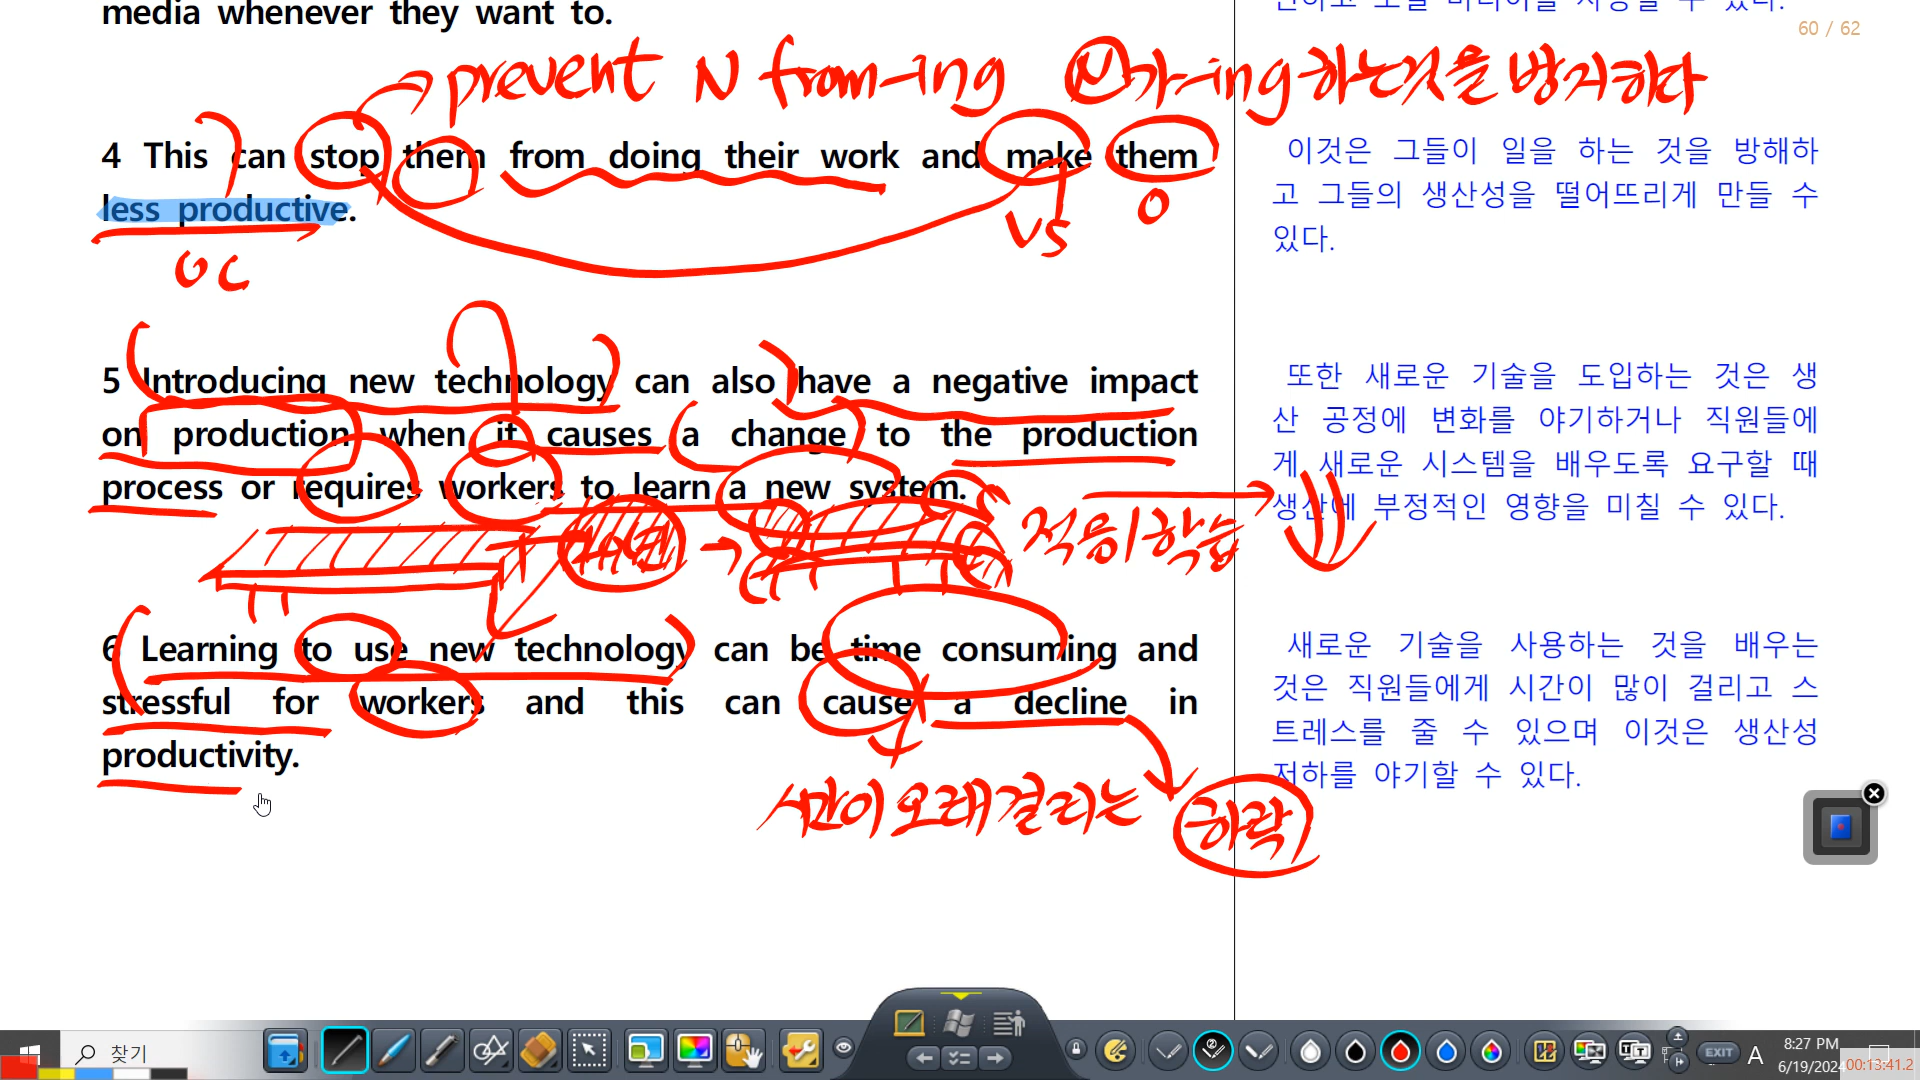 media whenever they want to.
60 / 62
prevent N from -ing N가 -ing하는것을 방지하다
4 This can stop them from doing their work and make them
less productive.
OC
VS
O
이것은 그들이 일을 하는 것을 방해하
고 그들의 생산성을 떨어뜨리게 만들 수
있다.
5 Introducing new technology can also have a negative impact
on production when it causes a change to the production
process or requires workers to learn a new system.
또한 새로운 기술을 도입하는 것은 생
산 공정에 변화를 야기하거나 직원들에
게 새로운 시스템을 배우도록 요구할 때
생산에 부정적인 영향을 미칠 수 있다.
적응/학습
6 Learning to use new technology can be time consuming and
stressful for workers and this can cause a decline in
productivity.
새로운 기술을 사용하는 것을 배우는
것은 직원들에게 시간이 많이 걸리고 스
트레스를 줄 수 있으며 이것은 생산성
저하를 야기할 수 있다.
시간이 오래 걸리는
하락
찾기
EXIT
A
8:27 PM
6/19/2024
00:13:41.2